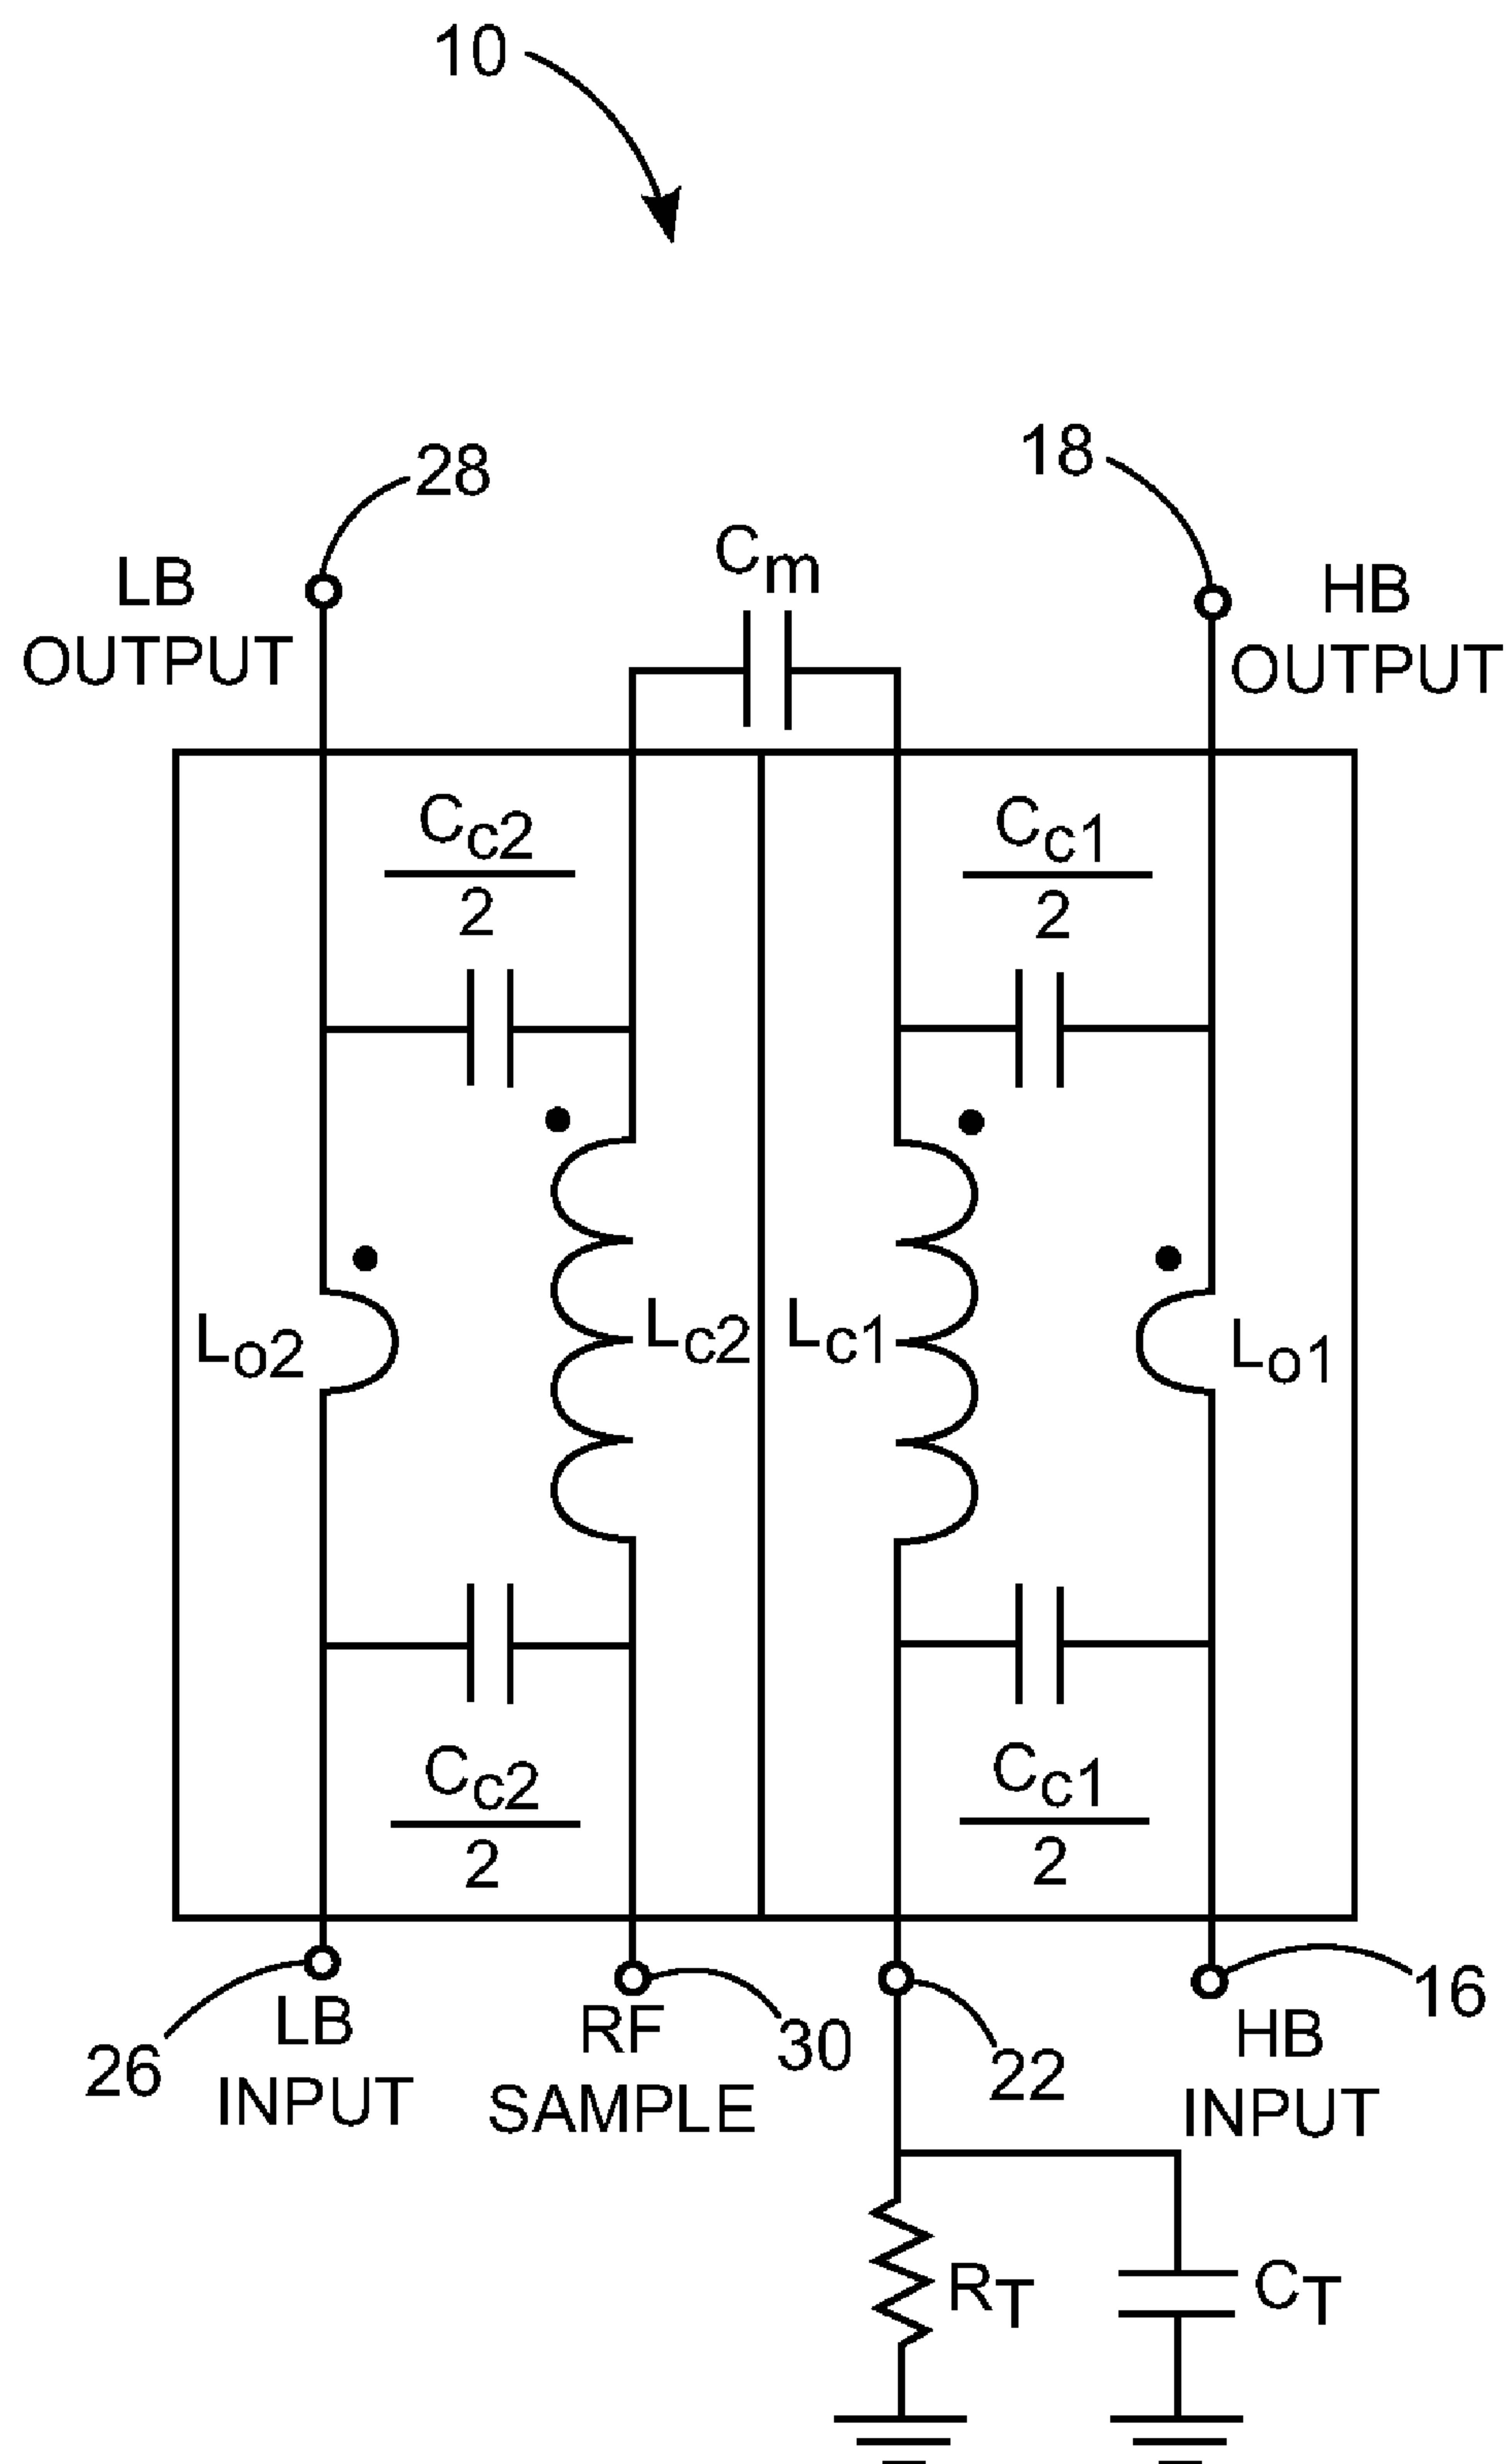 10
28
18
LB
OUTPUT
Cm
HB
OUTPUT
Cc2
2
Cc1
2
Lo2
Lc2
Lc1
Lo1
Cc2
2
Cc1
2
26
LB
INPUT
RF
SAMPLE
30
22
HB
INPUT
16
RT
CT